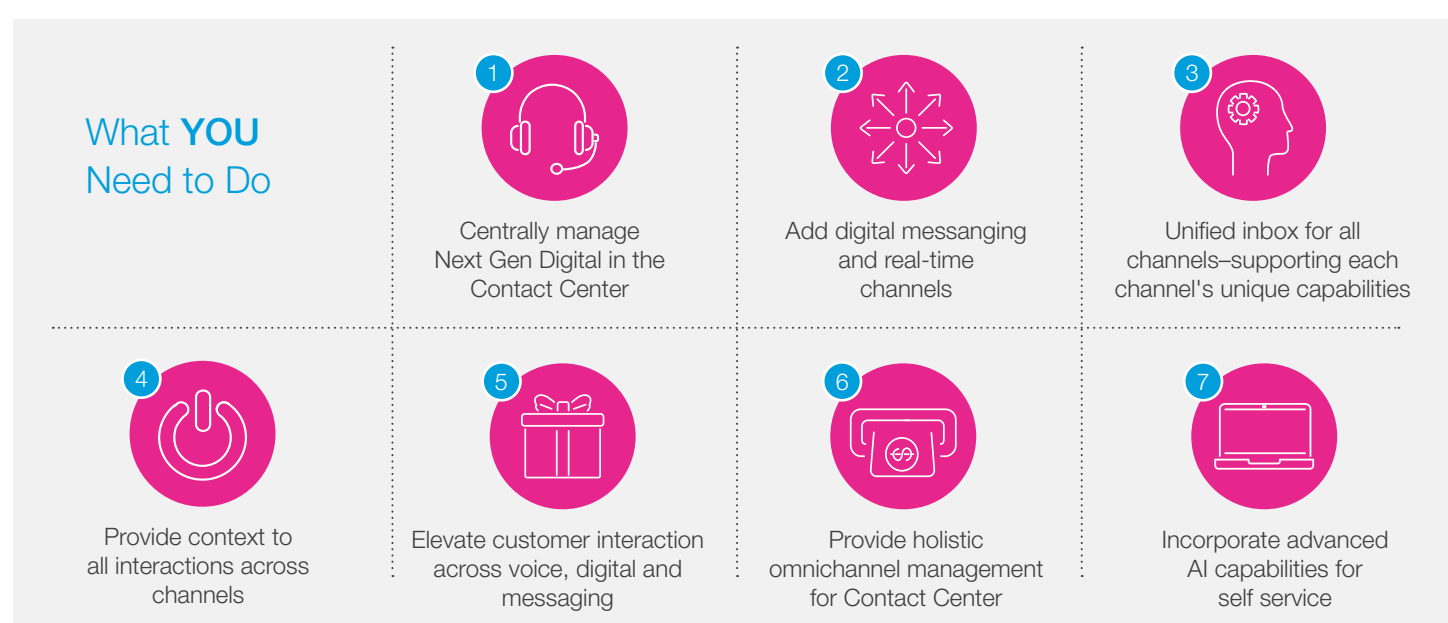 What YOU
Need to Do
1
Centrally manage
Next Gen Digital in the
Contact Center
2
Add digital messanging
and real-time
channels
3
Unified inbox for all
channels–supporting each
channel's unique capabilities
4
Provide context to
all interactions across
channels
5
Elevate customer interaction
across voice, digital and
messaging
6
$
Provide holistic
omnichannel management
for Contact Center
7
Incorporate advanced
AI capabilities for
self service